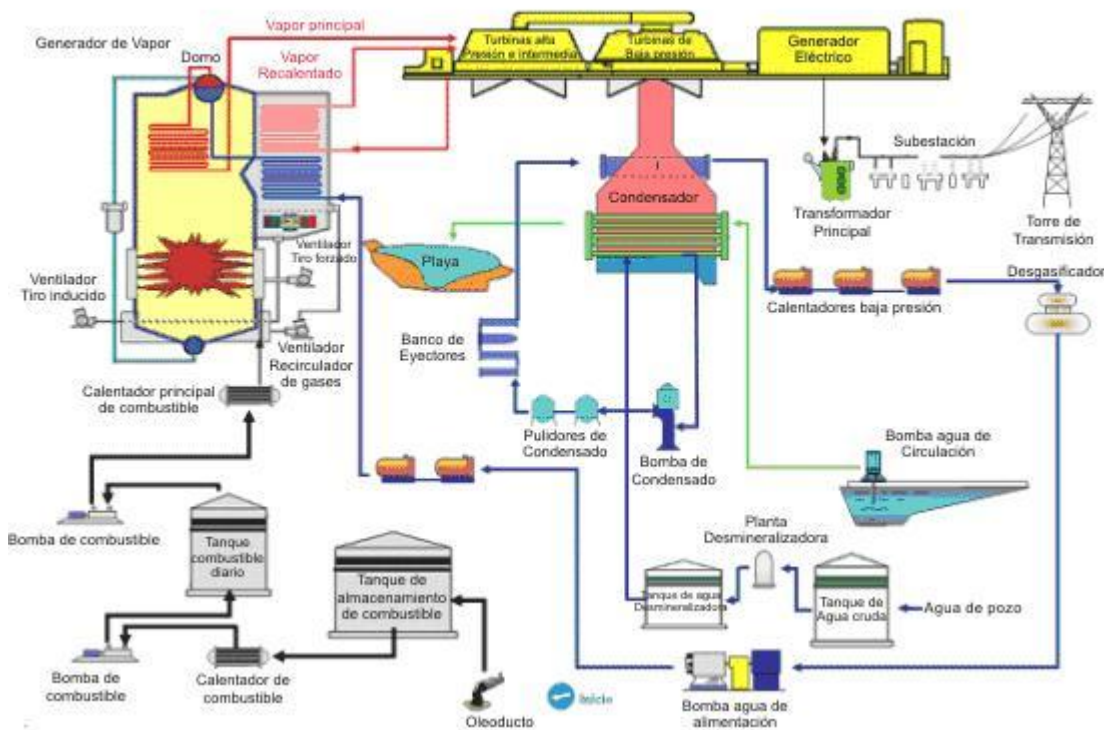 Vapor principal
Generador de Vapor
Domo
Vapor
Recalentado
Turbinas alta
Presión e intermedia
Turbinas de
Baja presión
Generador
Eléctrico
Subestación
Condensador
Transformador
Principal
Torre de
Transmisión
Ventilador
Tiro forzado
Playa
Ventilador
Tiro inducido
Desgasificador
Calentadores baja presión
Banco de
Eyectores
Ventilador
Recirculador
de gases
Calentador principal
de combustible
Pulidores de
Condensado
Bomba de
Condensado
Bomba agua de
Circulación
Bomba de combustible
Tanque
combustible
diario
Planta
Desmineralizadora
Tanque de
almacenamiento
de combustible
Tanque de agua
Desmineralizadora
Tanque de
Agua cruda
Agua de pozo
Bomba de
combustible
Calentador de
combustible
Oleoducto
Inicio
Bomba agua de
alimentación